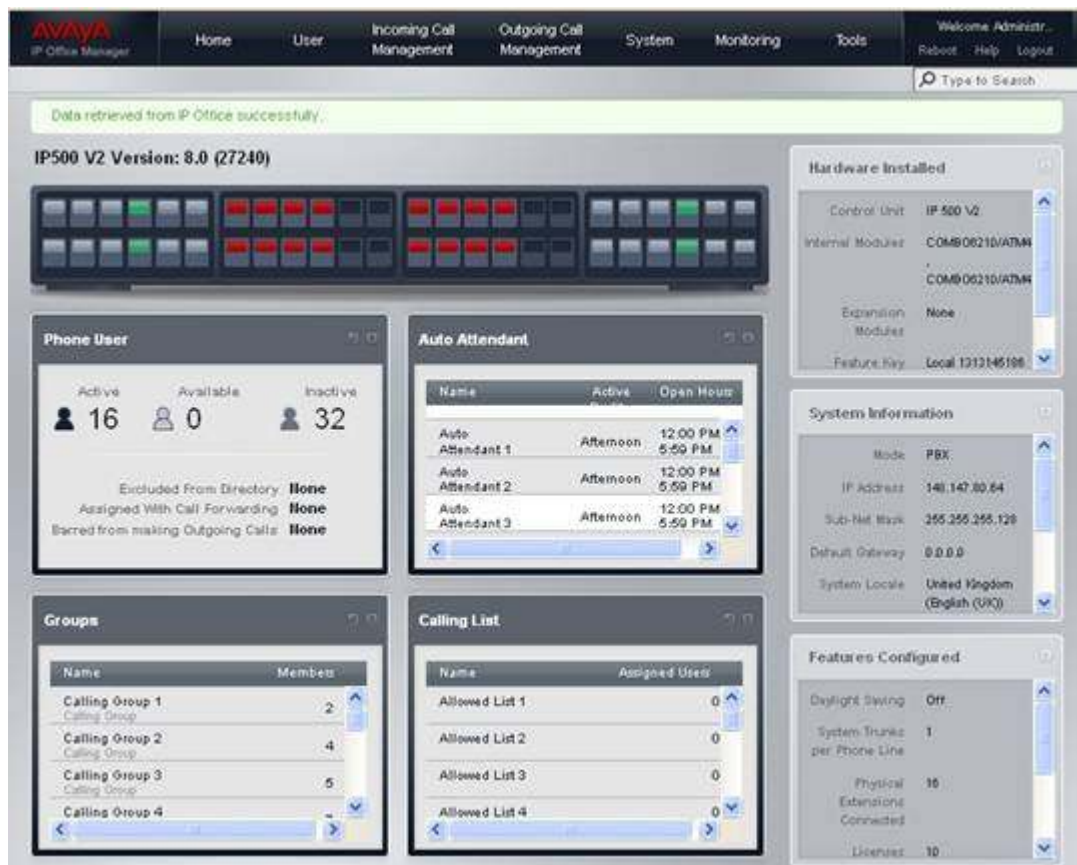 AVAYA
IP Office Manager
Home
User
Incoming Call
Management
Outgoing Call
Management
System
Monitoring
Tools
Welcome Administr...
Reboot Help Logout
Type to Search
Data retrieved from IP Office successfully.
IP500 V2 Version: 8.0 (27240)
Hardware Installed
Control Unit IP 500 V2
Internal Modules COMBO6210/ATM4
,
COMBO6210/ATM4
Expansion
Modules
None
Feature Key Local 1313145186
Phone User
Active Available Inactive
16 0 32
Excluded From Directory None
Assigned With Call Forwarding None
Barred from making Outgoing Calls None
Auto Attendant
Name Active Open Hours
Auto
Attendant 1
Afternoon
12:00 PM
5:59 PM
Auto
Attendant 2
Afternoon
12:00 PM
5:59 PM
Auto
Attendant 3
Afternoon
12:00 PM
5:59 PM
System Information
Mode PBX
IP Address 148.147.80.64
Sub-Net Mask 255.255.255.128
Default Gateway 0.0.0.0
System Locale United Kingdom
(English (UK))
Groups
Name Members
Calling Group 1 2
Calling Group
Calling Group 2 4
Calling Group
Calling Group 3 5
Calling Group
Calling Group 4
Calling List
Name Assigned Users
Allowed List 1 0
Allowed List 2 0
Allowed List 3 0
Allowed List 4 0
Features Configured
Daylight Saving Off
System Trunks
per Phone Line
1
Physical
Extensions
Connected
16
Licenses 10